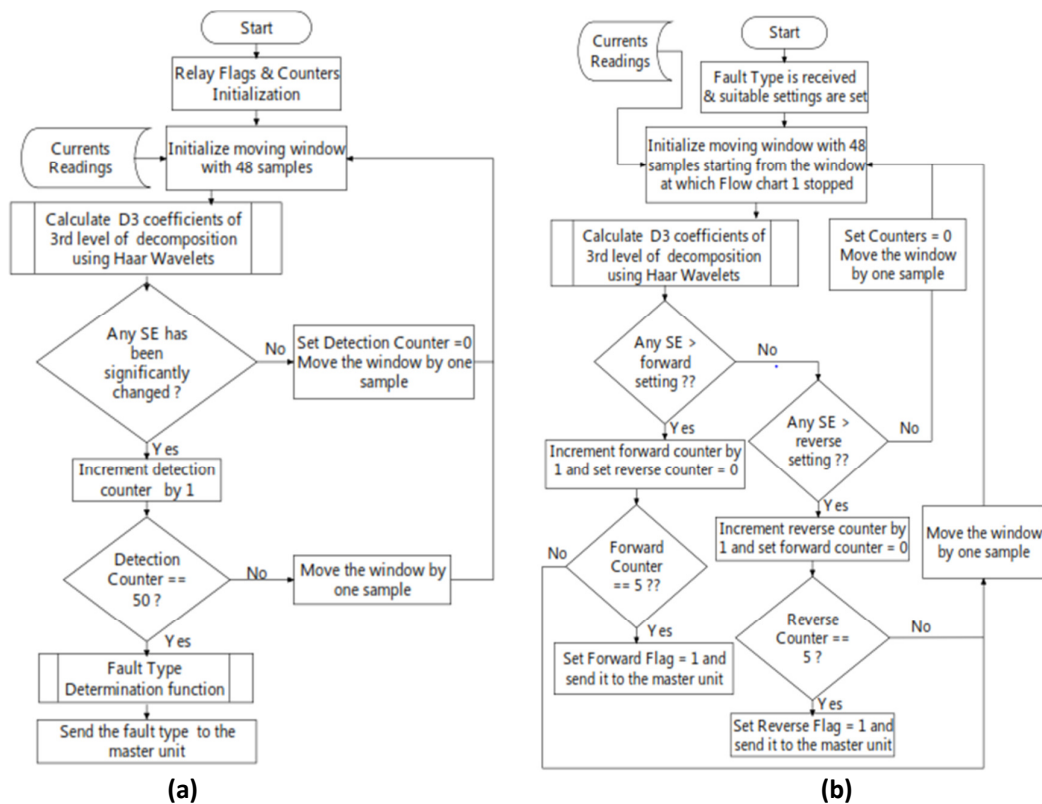 Start
Relay Flags & Counters
Initialization
Currents
Readings
Initialize moving window
with 48 samples
Calculate D3 coefficients of
3rd level of decomposition
using Haar Wavelets
Any SE has
been
significantly
changed ?
No
Set Detection Counter =0
Move the window by one
sample
Yes
Increment detection
counter by 1
Detection
Counter ==
50 ?
No
Move the window by
one sample
Yes
Fault Type
Determination function
Send the fault type to the
master unit
(a)
Currents
Readings
Start
Fault Type is received
& suitable settings are set
Initialize moving window with 48
samples starting from the window
at which Flow chart 1 stopped
Calculate D3 coefficients of
3rd level of decomposition
using Haar Wavelets
Set Counters = 0
Move the window
by one sample
Any SE >
forward
setting ??
No
Any SE >
reverse
setting ??
No
Yes
Increment forward counter by
1 and set reverse counter = 0
Yes
Increment reverse counter by
1 and set forward counter = 0
Move the window
by one sample
No
Forward
Counter
== 5 ??
Yes
Set Forward Flag = 1 and
send it to the master unit
Reverse
Counter ==
5 ?
No
Yes
Set Reverse Flag = 1 and
send it to the master unit
(b)